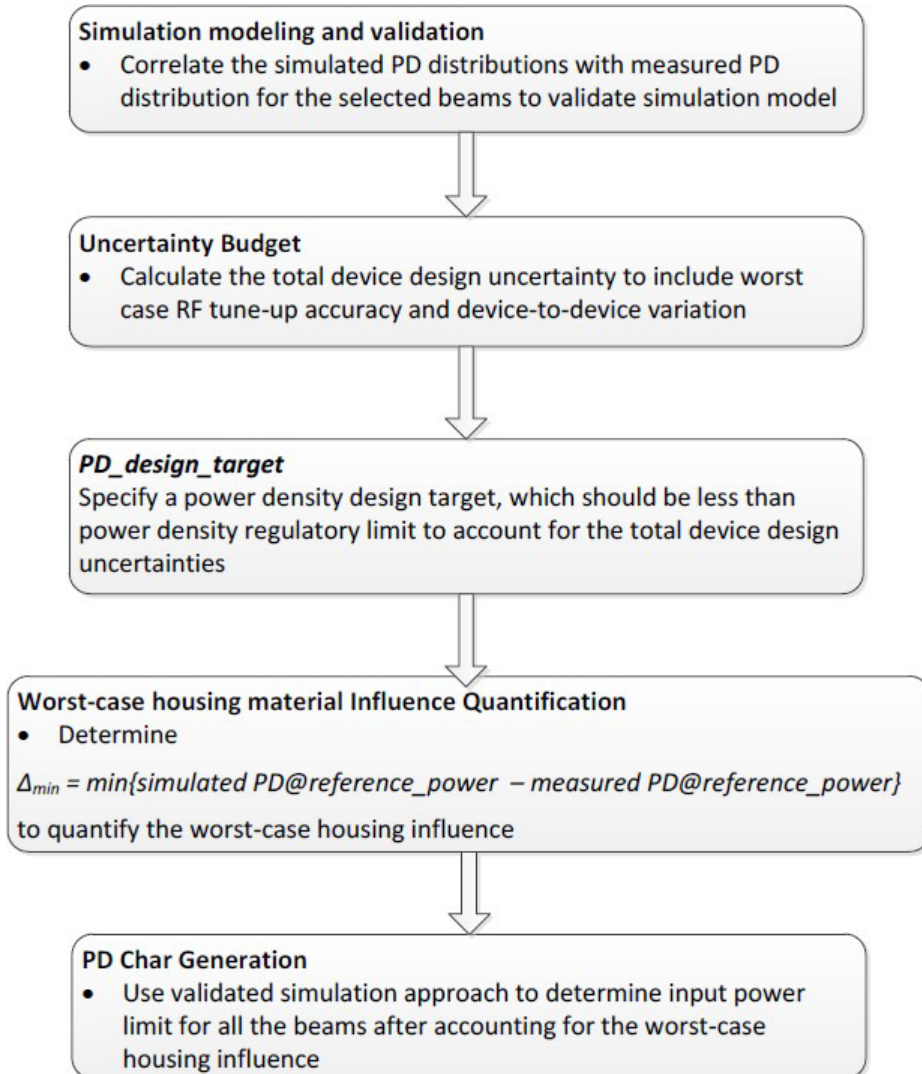 Simulation modeling and validation
• Correlate the simulated PD distributions with measured PD
distribution for the selected beams to validate simulation model
Uncertainty Budget
• Calculate the total device design uncertainty to include worst
case RF tune-up accuracy and device-to-device variation
PD_design_target
Specify a power density design target, which should be less than
power density regulatory limit to account for the total device design
uncertainties
Worst-case housing material Influence Quantification
• Determine
Δmin = min{simulated PD@reference_power – measured PD@reference_power}
to quantify the worst-case housing influence
PD Char Generation
• Use validated simulation approach to determine input power
limit for all the beams after accounting for the worst-case
housing influence